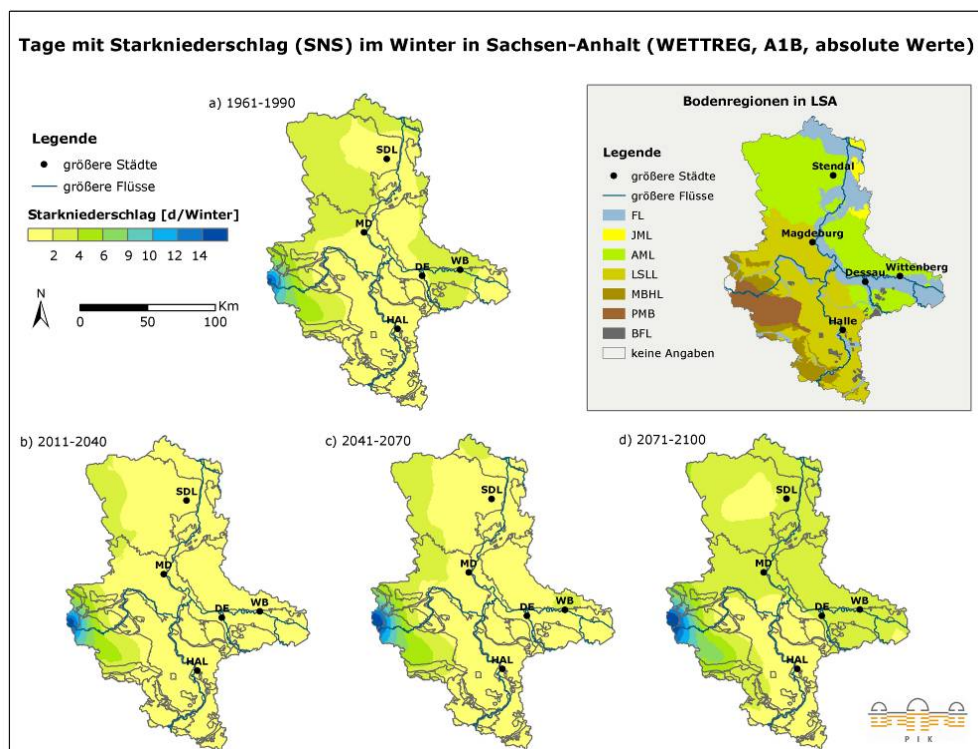 Tage mit Starkniederschlag (SNS) im Winter in Sachsen-Anhalt (WETTREG, A1B, absolute Werte)
a) 1961-1990
Legende
größere Städte
größere Flüsse
Starkniederschlag [d/Winter]
2 4 6 8 10 12 14
N
Km
0 50 100
SDL
MD
DE
WB
HAL
Bodenregionen in LSA
Legende
größere Städte
größere Flüsse
FL
JML
AML
LSLL
MBHL
PMB
BFL
keine Angaben
Stendal
Magdeburg
Dessau
Wittenberg
Halle
b) 2011-2040
SDL
MD
DE
WB
HAL
c) 2041-2070
SDL
MD
DE
WB
HAL
d) 2071-2100
SDL
MD
DE
WB
HAL
P I K